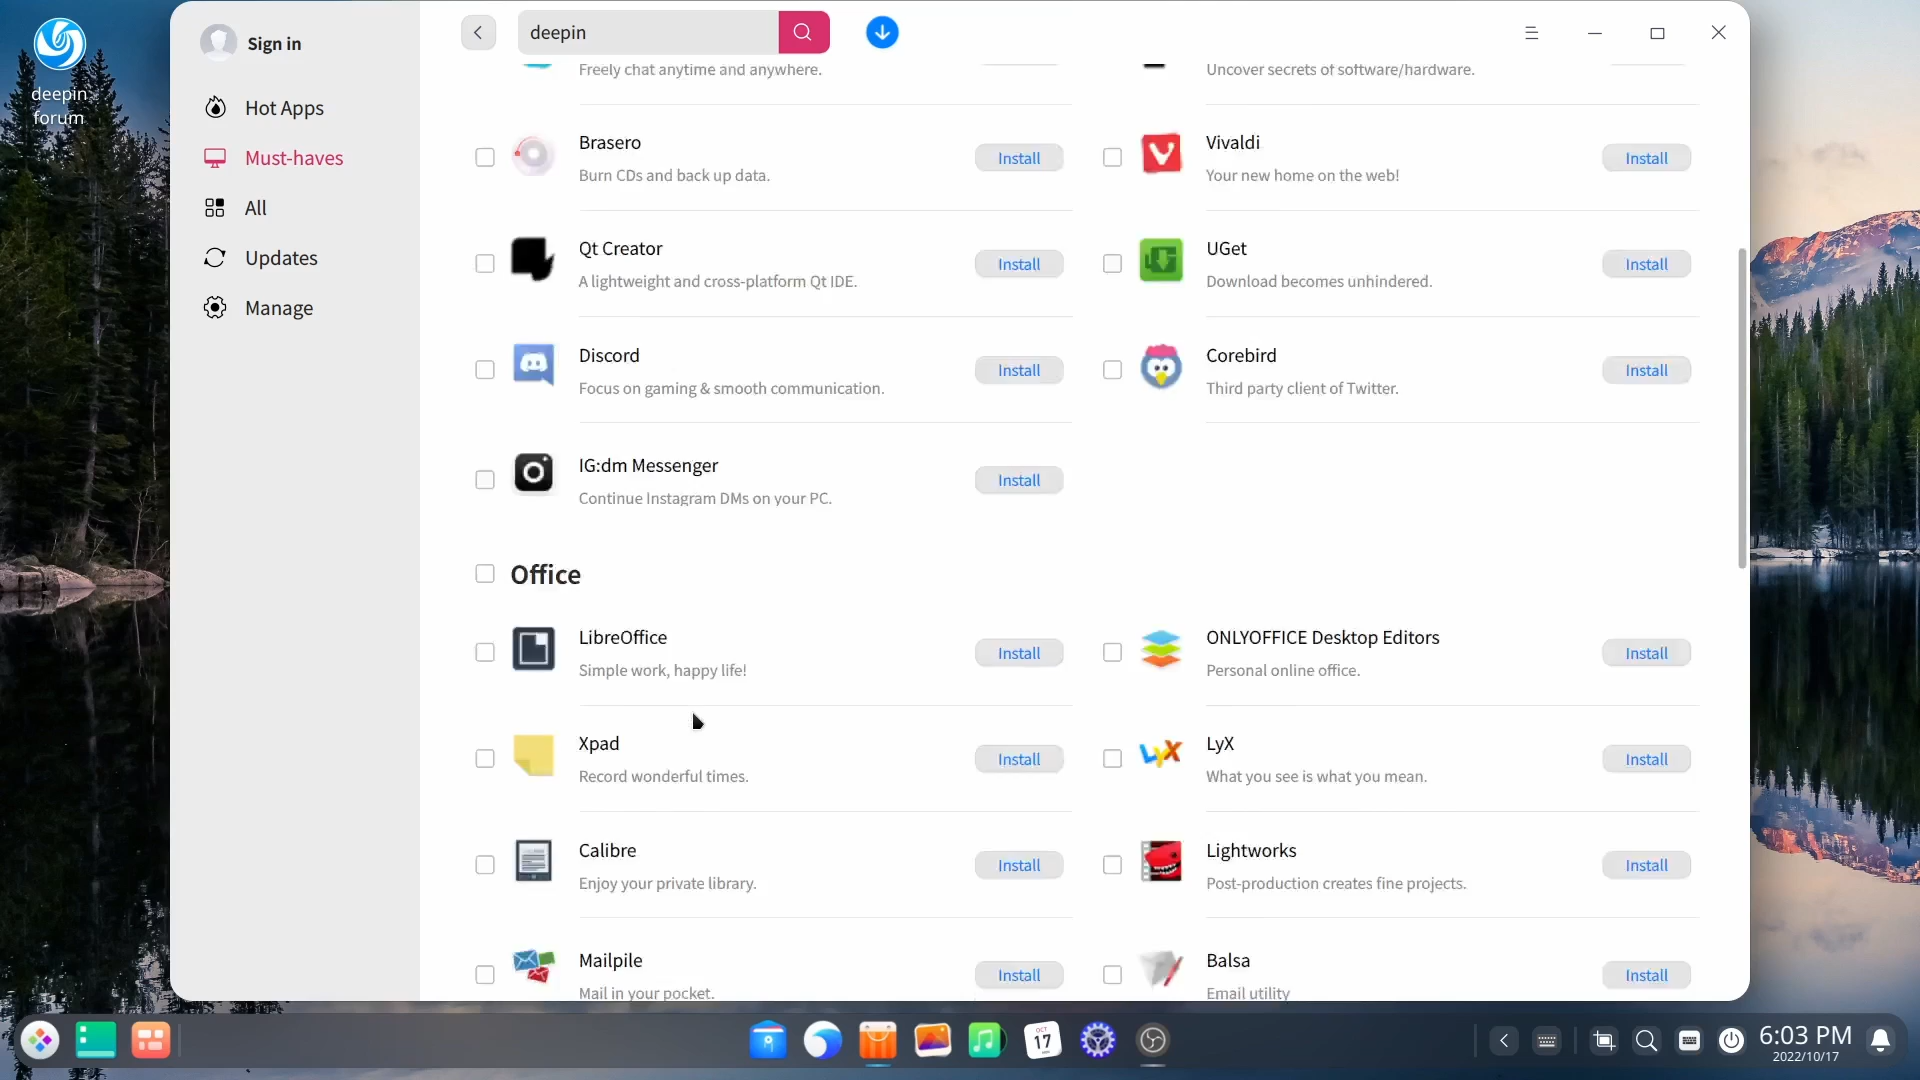 deepin
forum
Sign in
Hot Apps
Must-haves
All
Updates
Manage
deepin
Freely chat anytime and anywhere.
Uncover secrets of software/hardware.
Brasero
Install
Burn CDs and back up data.
Vivaldi
Install
Your new home on the web!
Qt Creator
Install
A lightweight and cross-platform Qt IDE.
UGet
Install
Download becomes unhindered.
Discord
Install
Focus on gaming & smooth communication.
Corebird
Install
Third party client of Twitter.
IG:dm Messenger
Install
Continue Instagram DMs on your PC.
Office
LibreOffice
Install
Simple work, happy life!
ONLYOFFICE Desktop Editors
Install
Personal online office.
Xpad
Install
Record wonderful times.
LyX
LyX
Install
What you see is what you mean.
Calibre
Install
Enjoy your private library.
Lightworks
Install
Post-production creates fine projects.
Mailpile
Install
Mail in your pocket.
Balsa
Install
Email utility
OCT
17
6:03 PM
2022/10/17